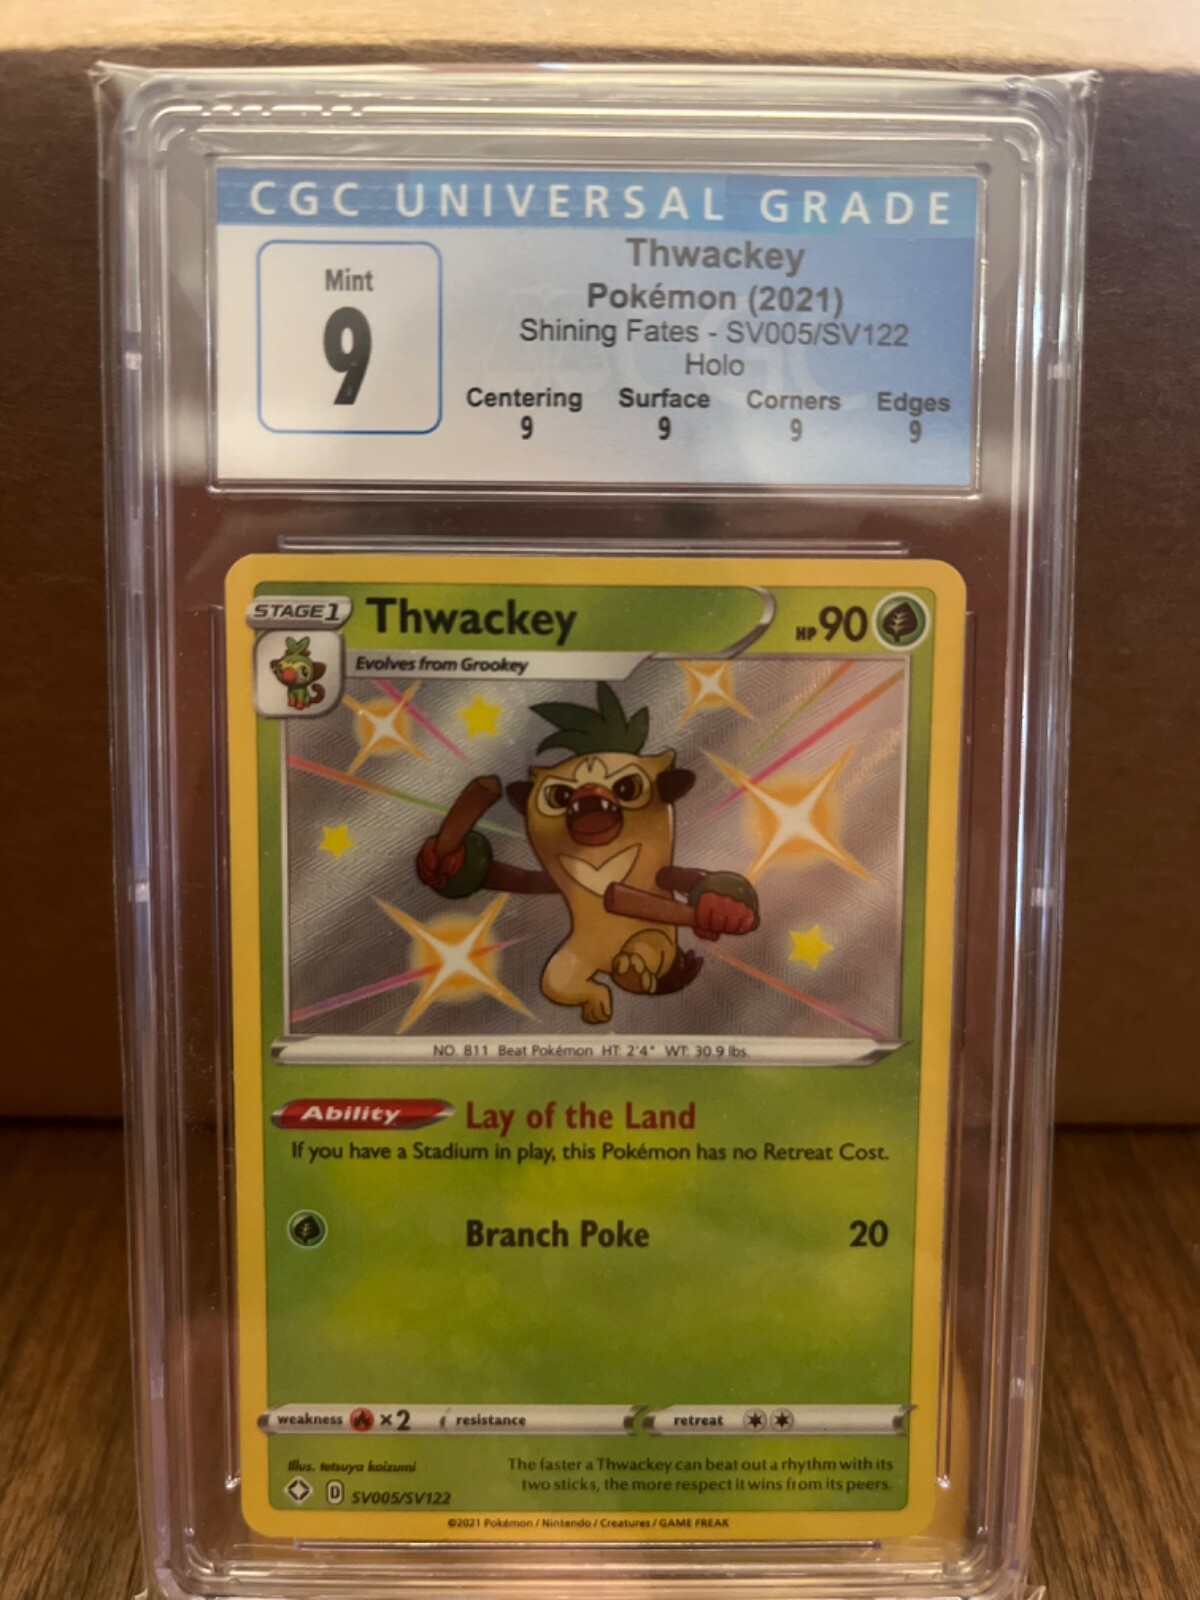 CGC UNIVERSAL GRADE
Mint
9
Thwackey
Pokémon (2021)
Shining Fates - SV005/SV122
Holo
Centering Surface Corners Edges
9 9 9 9
STAGE 1 Thwackey HP 90
Evolves from Grookey
NO. 811 Beat Pokémon HT: 2'4" WT: 30.9 lbs.
Ability Lay of the Land
If you have a Stadium in play, this Pokémon has no Retreat Cost.
Branch Poke 20
weakness ×2 resistance retreat
Illus. tetsuya koizumi
The faster a Thwackey can beat out a rhythm with its
two sticks, the more respect it wins from its peers.
D SV005/SV122
©2021 Pokémon / Nintendo / Creatures / GAME FREAK